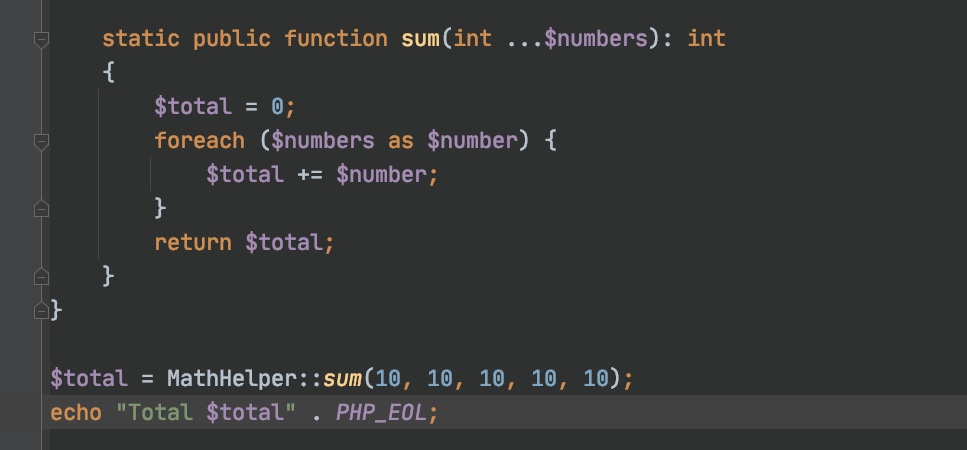 static public function sum(int ...$numbers): int
{
$total = 0;
foreach ($numbers as $number) {
$total += $number;
}
return $total;
}
}
$total = MathHelper::sum(10, 10, 10, 10, 10);
echo "Total $total" . PHP_EOL;